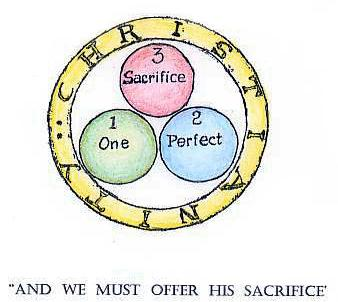 CHRISTIANITY
3
Sacrifice
1
One
2
Perfect
"AND WE MUST OFFER HIS SACRIFICE'